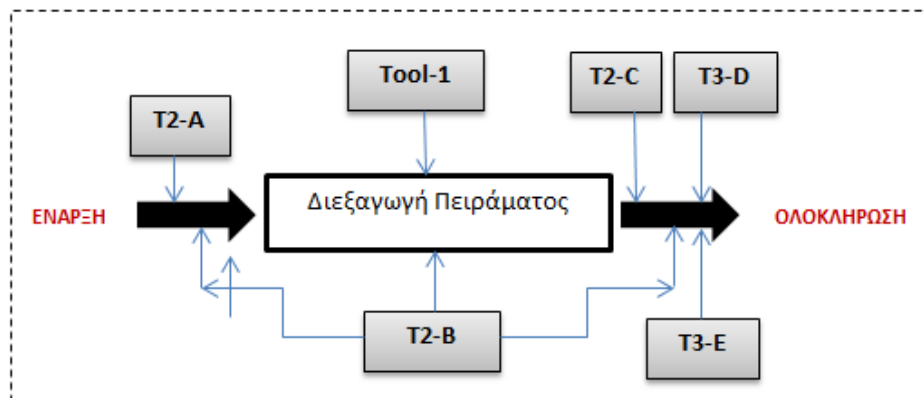 Tool-1
T2-C
T3-D
T2-A
Διεξαγωγή Πειράματος
ΕΝΑΡΞΗ
ΟΛΟΚΛΗΡΩΣΗ
T2-B
T3-E